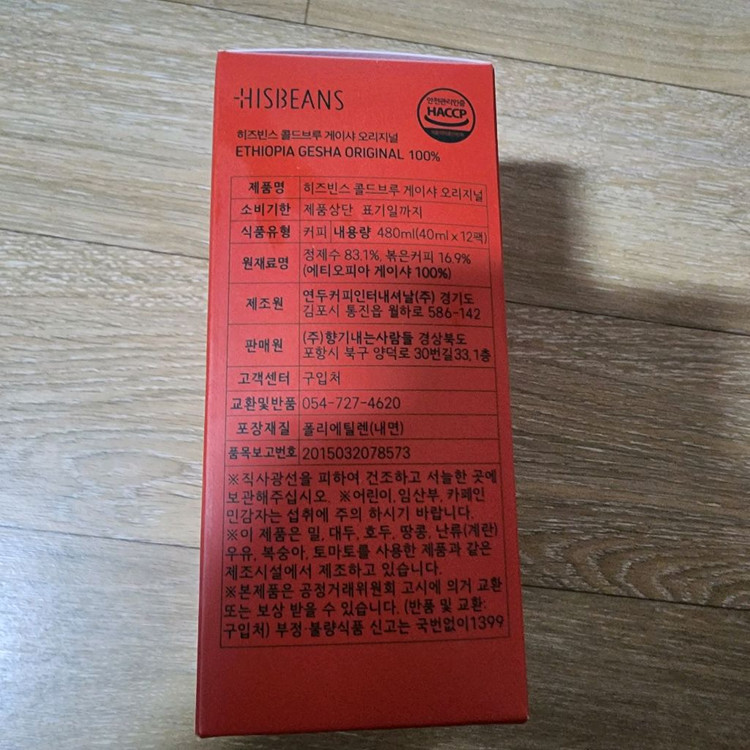 HISBEANS
안전관리인증
HACCP
히즈빈스 콜드브루 게이샤 오리지널
ETHIOPIA GESHA ORIGINAL 100%
제품명 히즈빈스 콜드브루 게이샤 오리지널
소비기한 제품상단 표기일까지
식품유형 커피 내용량 480ml(40ml x 12팩)
원재료명 정제수 83.1%, 볶은커피 16.9%
(에티오피아 게이샤 100%)
제조원 연두커피인터내셔날(주) 경기도
김포시 통진읍 월하로 586-142
판매원 (주)향기내는사람들 경상북도
포항시 북구 양덕로 30번길33,1층
고객센터 구입처
교환및반품 054-727-4620
포장재질 폴리에틸렌(내면)
품목보고번호 2015032078573
※직사광선을 피하여 건조하고 서늘한 곳에
보관해주십시오. ※어린이, 임산부, 카페인
민감자는 섭취에 주의 하시기 바랍니다.
※이 제품은 밀, 대두, 호두, 땅콩, 난류(계란)
우유, 복숭아, 토마토를 사용한 제품과 같은
제조시설에서 제조하고 있습니다.
※본제품은 공정거래위원회 고시에 의거 교환
또는 보상 받을 수 있습니다. (반품 및 교환:
구입처) 부정·불량식품 신고는 국번없이1399